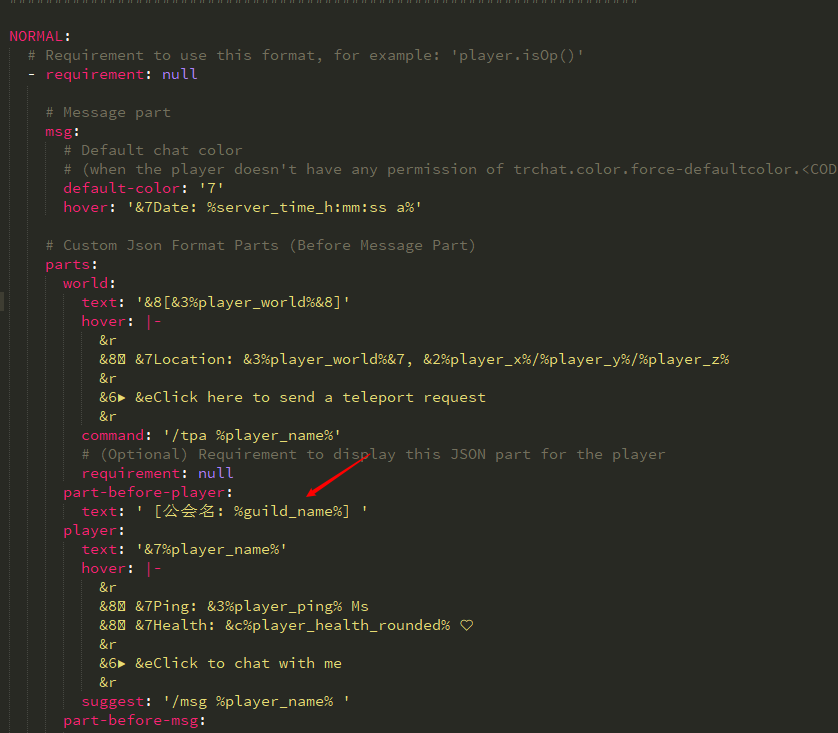 NORMAL:
# Requirement to use this format, for example: 'player.isOp()'
- requirement: null
# Message part
msg:
# Default chat color
# (when the player doesn't have any permission of trchat.color.force-defaultcolor.<COD
default-color: '7'
hover: '&7Date: %server_time_h:mm:ss a%'
# Custom Json Format Parts (Before Message Part)
parts:
world:
text: '&8[&3%player_world%&8]'
hover: |-
&r
&8 &7Location: &3%player_world%&7, &2%player_x%/%player_y%/%player_z%
&r
&6▶ &eClick here to send a teleport request
&r
command: '/tpa %player_name%'
# (Optional) Requirement to display this JSON part for the player
requirement: null
part-before-player:
text: ' [公会名: %guild_name%] '
player:
text: '&7%player_name%'
hover: |-
&r
&8 &7Ping: &3%player_ping% Ms
&8 &7Health: &c%player_health_rounded% ♡
&r
&6▶ &eClick to chat with me
&r
suggest: '/msg %player_name% '
part-before-msg: